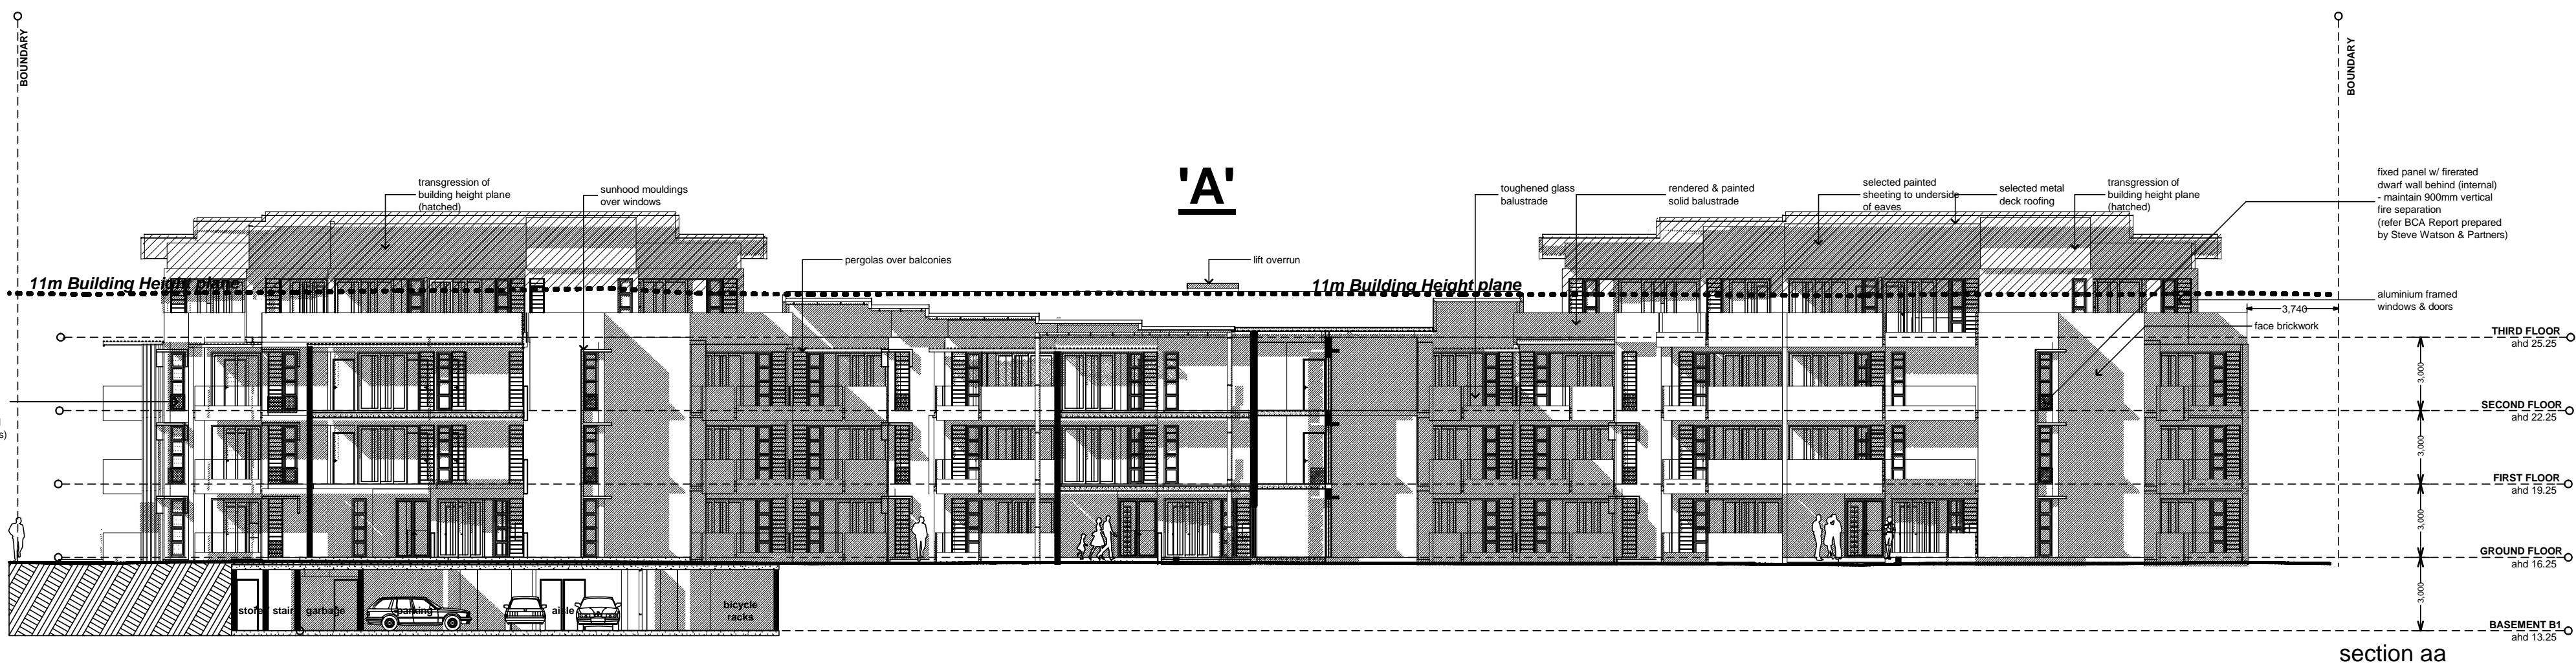 BOUNDARY
BOUNDARY
'A'
transgression of
building height plane
(hatched)
sunhood mouldings
over windows
toughened glass
balustrade
rendered & painted
solid balustrade
selected painted
sheeting to underside
of eaves
selected metal
deck roofing
transgression of
building height plane
(hatched)
fixed panel w/ firerated
dwarf wall behind (internal)
- maintain 900mm vertical
fire separation
(refer BCA Report prepared
by Steve Watson & Partners)
pergolas over balconies
lift overrun
11m Building Height plane
11m Building Height plane
aluminium framed
windows & doors
3,740
face brickwork
THIRD FLOOR
ahd 25.25
3,000
SECOND FLOOR
ahd 22.25
s)
3,000
FIRST FLOOR
ahd 19.25
3,000
GROUND FLOOR
ahd 16.25
3,000
store stair garbage parking aisle
bicycle
racks
BASEMENT B1
ahd 13.25
section aa